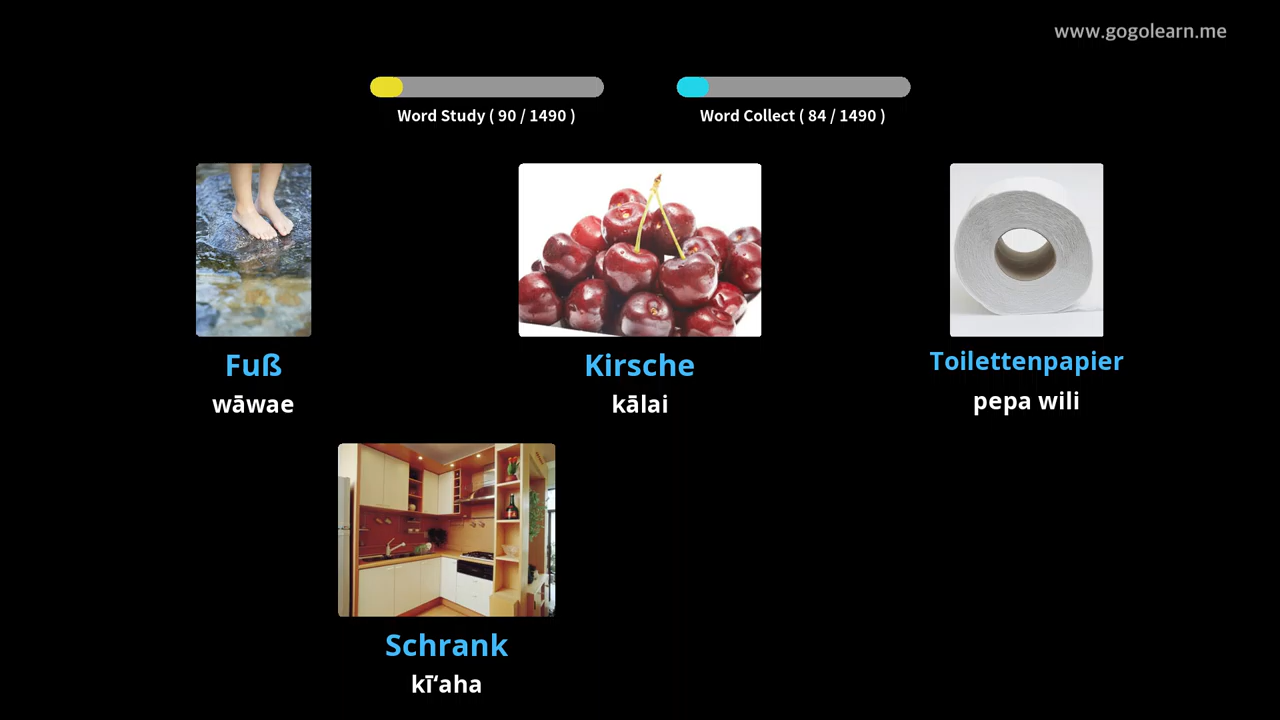 www.gogolearn.me
Word Study ( 90 / 1490 )
Word Collect ( 84 / 1490 )
Fuß
wāwae
Kirsche
kālai
Toilettenpapier
pepa wili
Schrank
kīʻaha